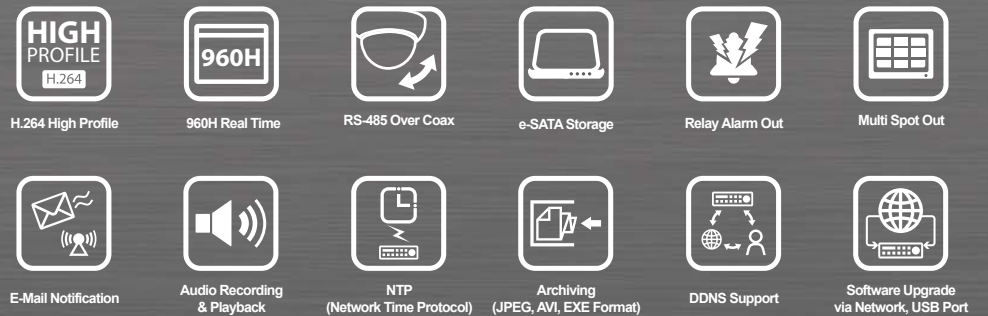 HIGH
PROFILE
H.264
960H
H.264 High Profile
960H Real Time
RS-485 Over Coax
e-SATA Storage
Relay Alarm Out
Multi Spot Out
E-Mail Notification
Audio Recording
& Playback
NTP
(Network Time Protocol)
Archiving
(JPEG, AVI, EXE Format)
DDNS Support
Software Upgrade
via Network, USB Port